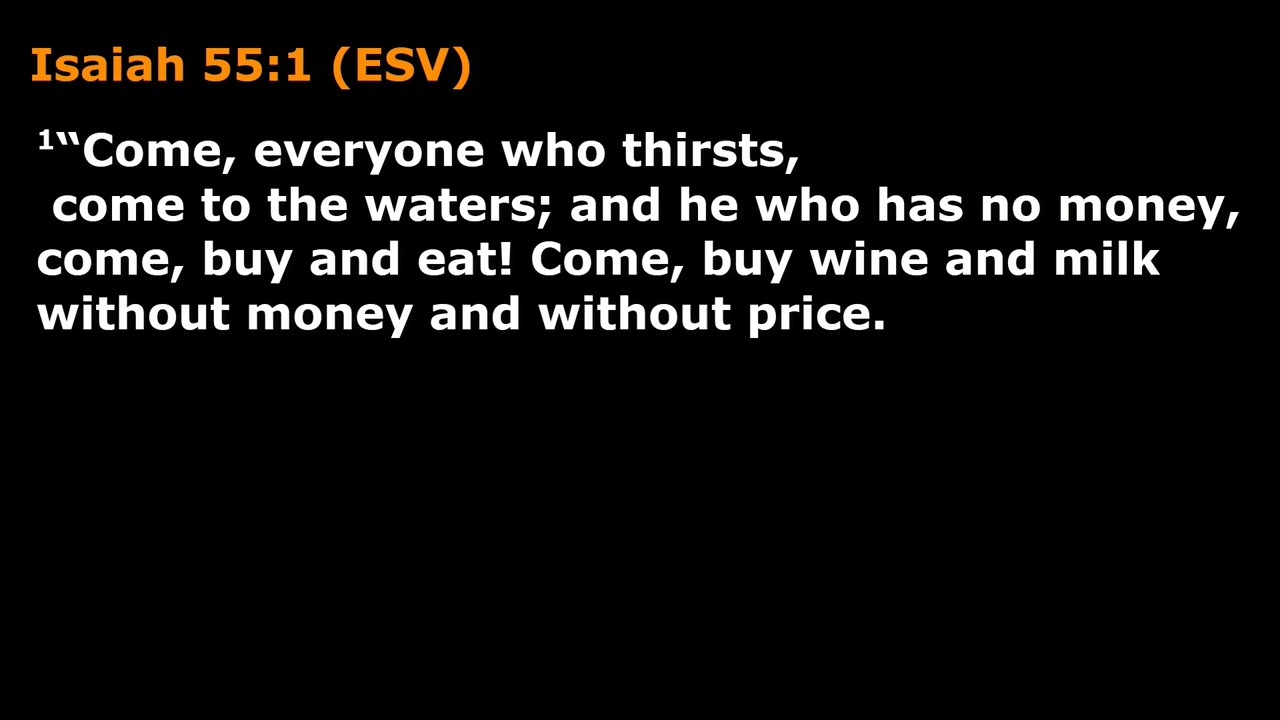 Isaiah 55:1 (ESV)
1“Come, everyone who thirsts,
come to the waters; and he who has no money,
come, buy and eat! Come, buy wine and milk
without money and without price.